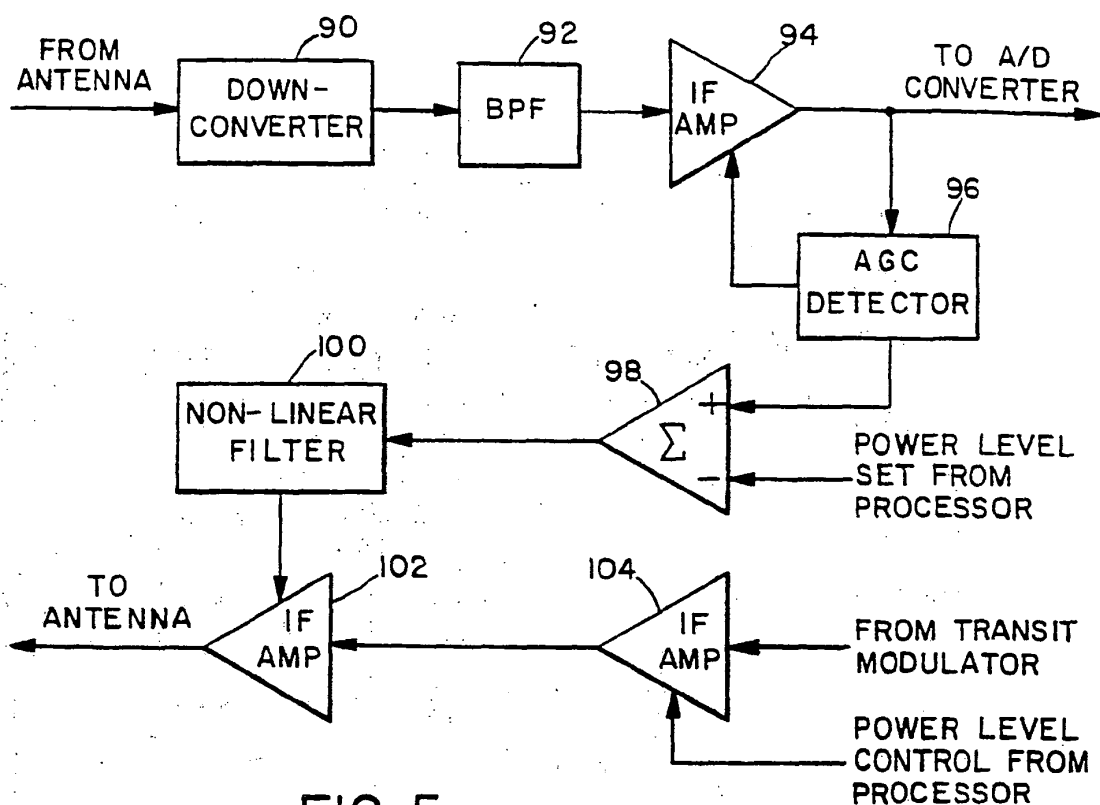 90
92
94
FROM
ANTENNA
DOWN-
CONVERTER
BPF
IF
AMP
TO A/D
CONVERTER
96
AGC
DETECTOR
100
98
NON-LINEAR
FILTER
Σ
+
-
POWER LEVEL
SET FROM
PROCESSOR
102
104
TO
ANTENNA
IF
AMP
IF
AMP
FROM TRANSIT
MODULATOR
POWER LEVEL
CONTROL FROM
PROCESSOR